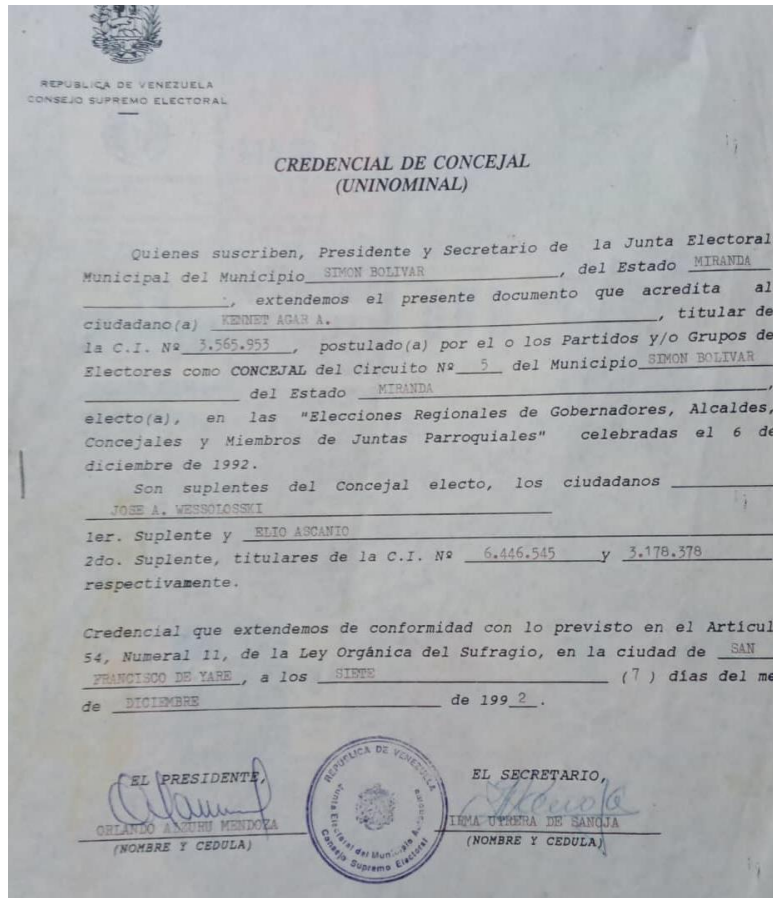 REPUBLICA DE VENEZUELA
CONSEJO SUPREMO ELECTORAL
CREDENCIAL DE CONCEJAL
(UNINOMINAL)
Quienes suscriben, Presidente y Secretario de la Junta Electoral
Municipal del Municipio SIMON BOLIVAR, del Estado MIRANDA
, extendemos el presente documento que acredita al
ciudadano(a) KENNET AGAR A., titular de
la C.I. Nº 3.565.953, postulado(a) por el o los Partidos y/o Grupos de
Electores como CONCEJAL del Circuito Nº 5 del Municipio SIMON BOLIVAR
del Estado MIRANDA,
electo(a), en las "Elecciones Regionales de Gobernadores, Alcaldes,
Concejales y Miembros de Juntas Parroquiales" celebradas el 6 de
diciembre de 1992.
Son suplentes del Concejal electo, los ciudadanos
JOSE A. WESSOLOSSKI
1er. Suplente y ELIO ASCANIO
2do. Suplente, titulares de la C.I. Nº 6.446.545 y 3.178.378
respectivamente.
Credencial que extendemos de conformidad con lo previsto en el Artícul
54, Numeral 11, de la Ley Orgánica del Sufragio, en la ciudad de SAN
FRANCISCO DE YARE, a los SIETE (7) días del me
de DICIEMBRE de 1992.
EL PRESIDENTE, EL SECRETARIO,
ORLANDO MENDOZA IRMA UTRERA DE SANOJA
(NOMBRE Y CEDULA) (NOMBRE Y CEDULA)
REPUBLICA DE VENEZUELA
Junta Electoral del Municipio
Consejo Supremo Electoral